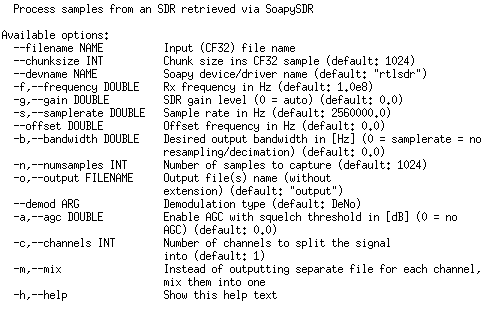 Process samples from an SDR retrieved via SoapySDR
Available options:
--filename NAME Input (CF32) file name
--chunksize INT Chunk size ins CF32 sample (default: 1024)
--devname NAME Soapy device/driver name (default: "rtlsdr")
-f,--frequency DOUBLE Rx frequency in Hz (default: 1.0e8)
-g,--gain DOUBLE SDR gain level (0 = auto) (default: 0.0)
-s,--samplerate DOUBLE Sample rate in Hz (default: 2560000.0)
--offset DOUBLE Offset frequency in Hz (default: 0.0)
-b,--bandwidth DOUBLE Desired output bandwidth in [Hz] (0 = samplerate = no
resampling/decimation) (default: 0.0)
-n,--numsamples INT Number of samples to capture (default: 1024)
-o,--output FILENAME Output file(s) name (without
extension) (default: "output")
--demod ARG Demodulation type (default: DeNo)
-a,--agc DOUBLE Enable AGC with squelch threshold in [dB] (0 = no
AGC) (default: 0.0)
-c,--channels INT Number of channels to split the signal
into (default: 1)
-m,--mix Instead of outputting separate file for each channel,
mix them into one
-h,--help Show this help text